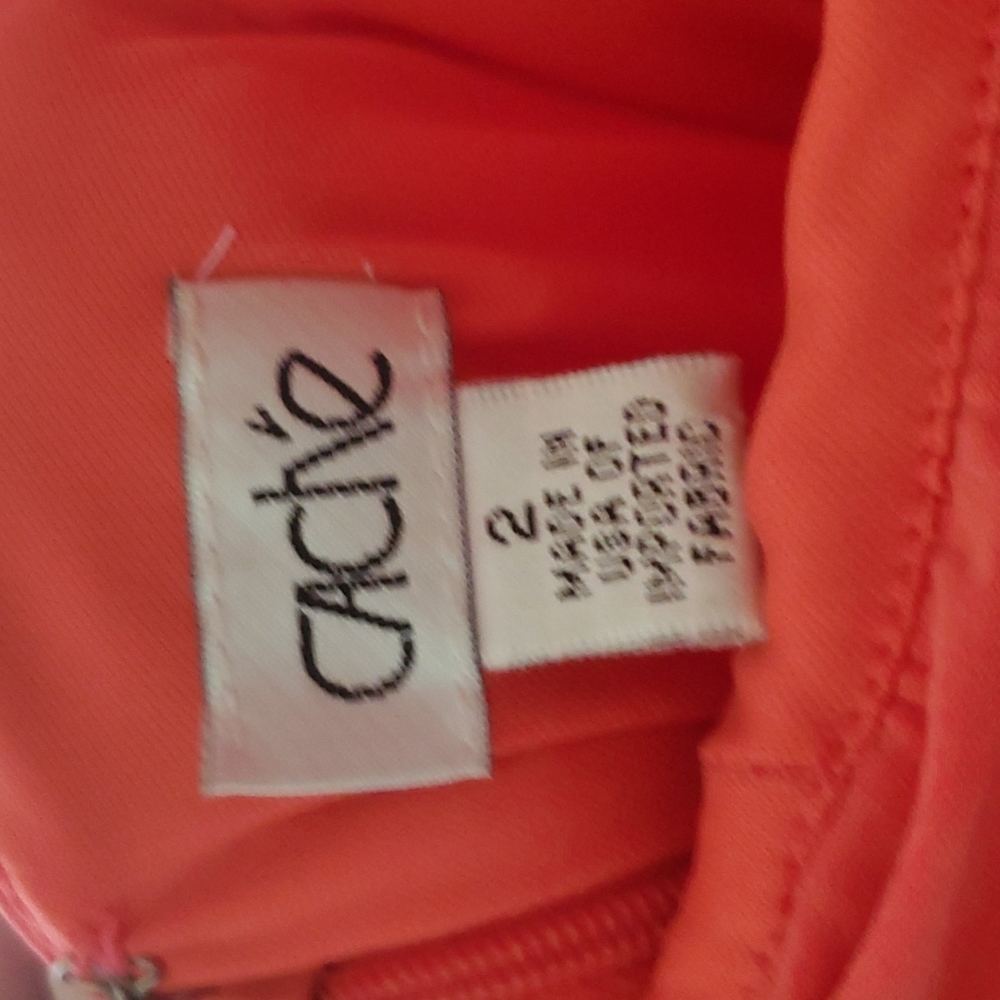 CAChé
2
MADE IN
USA OF
IMPORTED
FABRIC